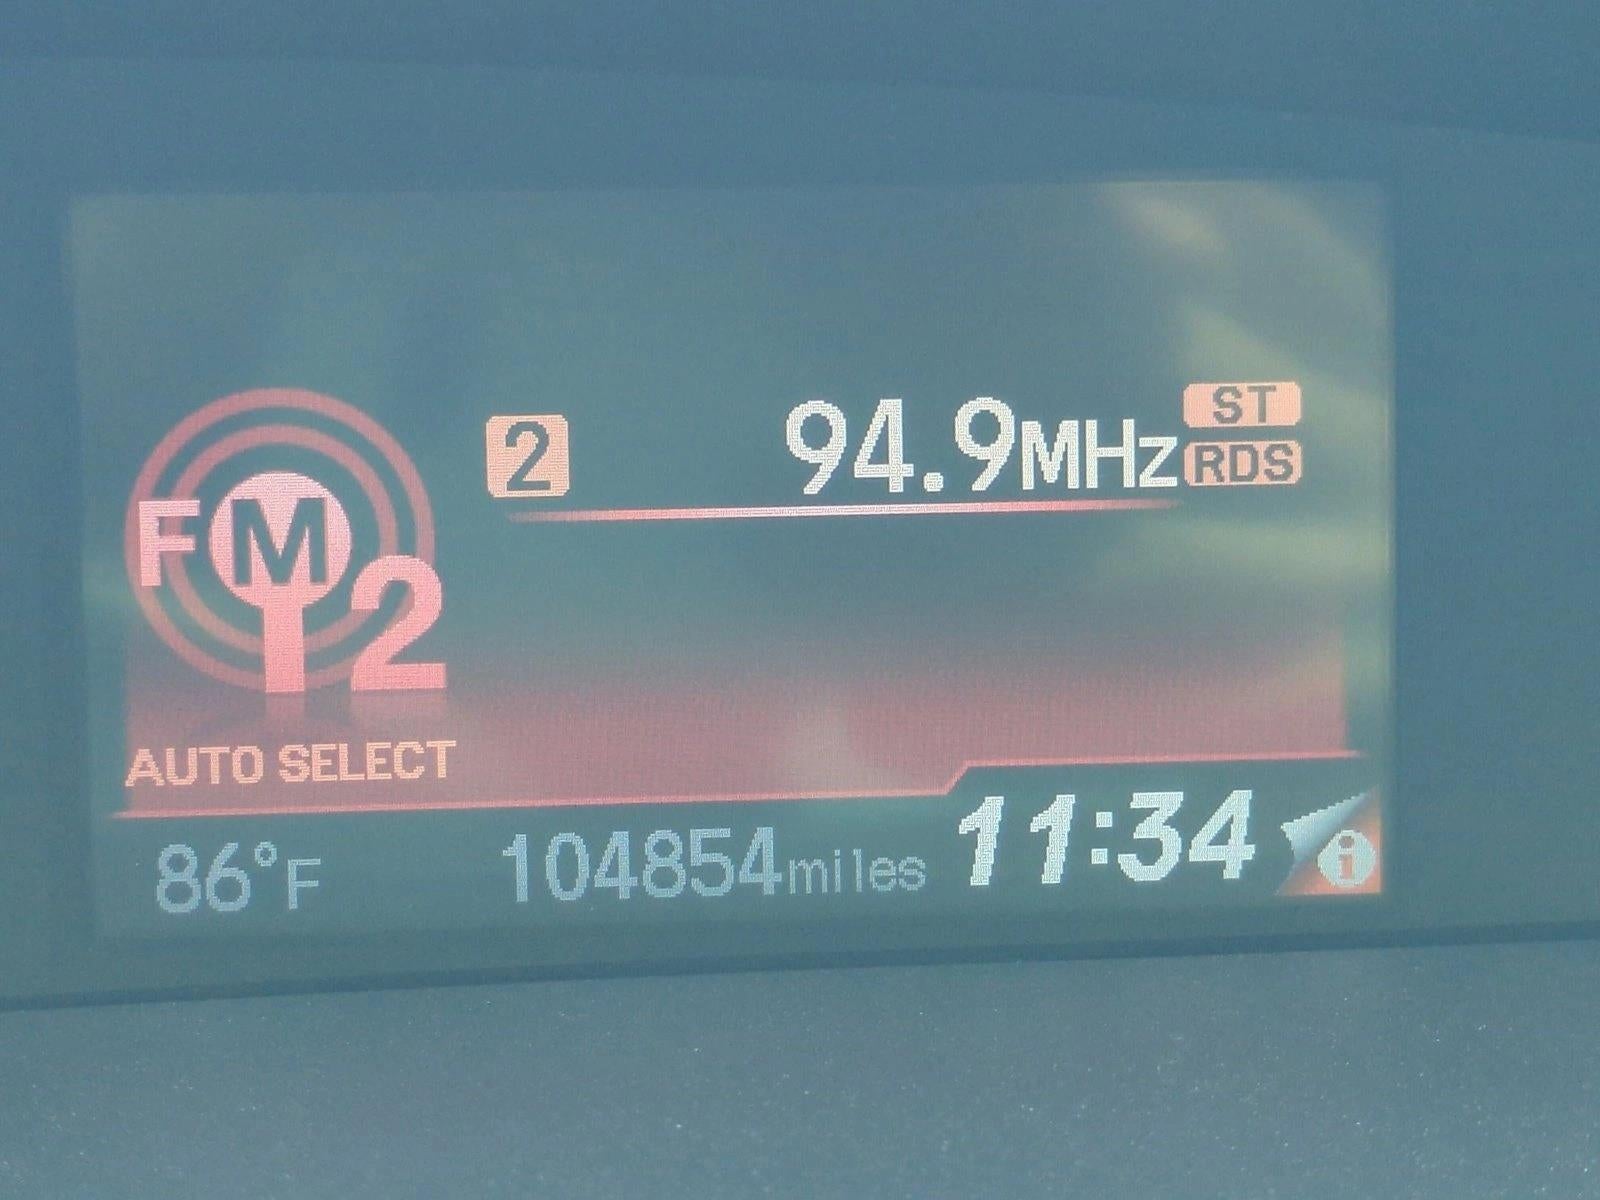 2 94.9MHz ST
RDS
FM2
AUTO SELECT
86°F 104854miles 11:34 i